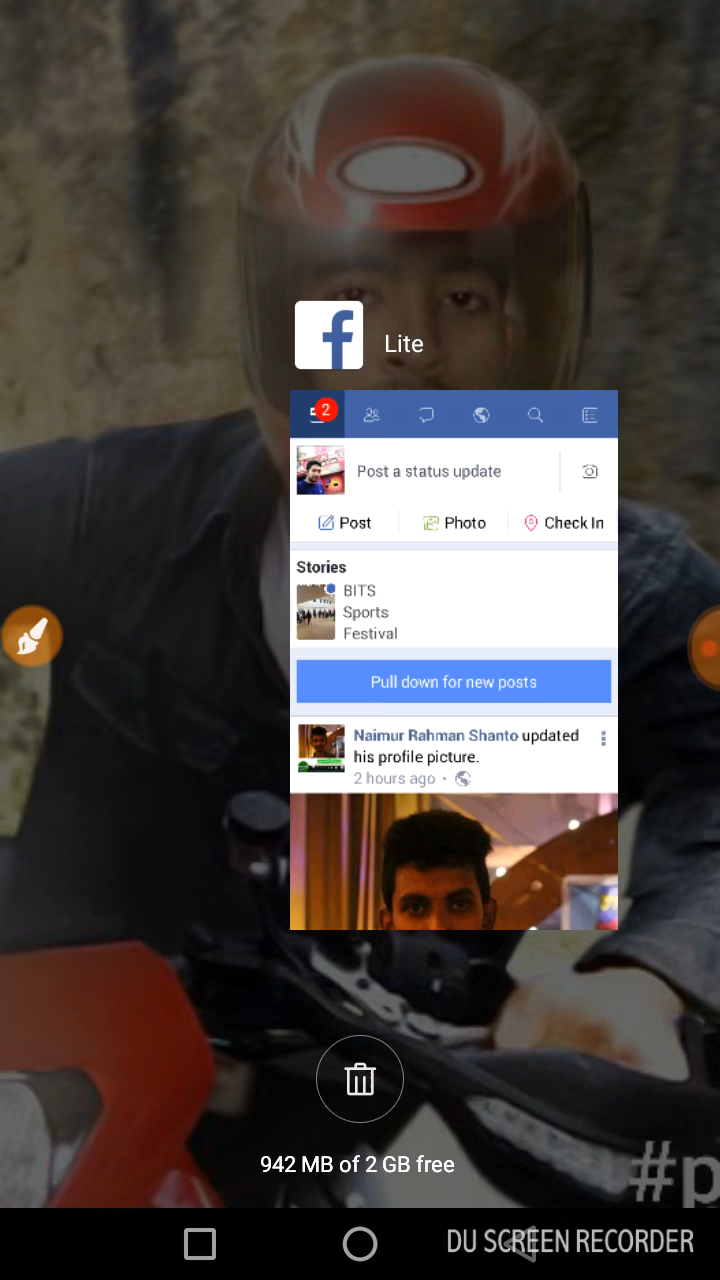 Lite
2
Post a status update
Post
Photo
Check In
Stories
BITS
Sports
Festival
Pull down for new posts
Naimur Rahman Shanto updated
his profile picture.
2 hours ago ·
#p
942 MB of 2 GB free
DU SCREEN RECORDER